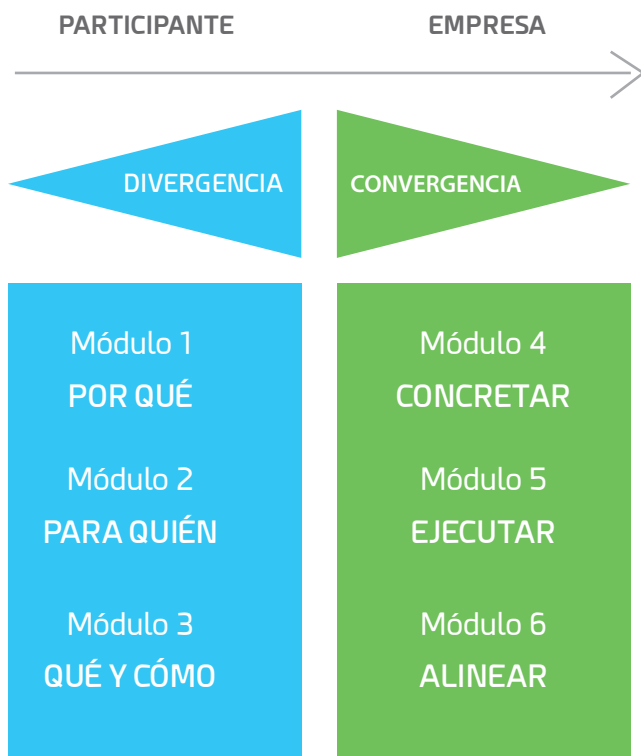 PARTICIPANTE
EMPRESA
DIVERGENCIA
CONVERGENCIA
Módulo 1
POR QUÉ
Módulo 2
PARA QUIÉN
Módulo 3
QUÉ Y CÓMO
Módulo 4
CONCRETAR
Módulo 5
EJECUTAR
Módulo 6
ALINEAR